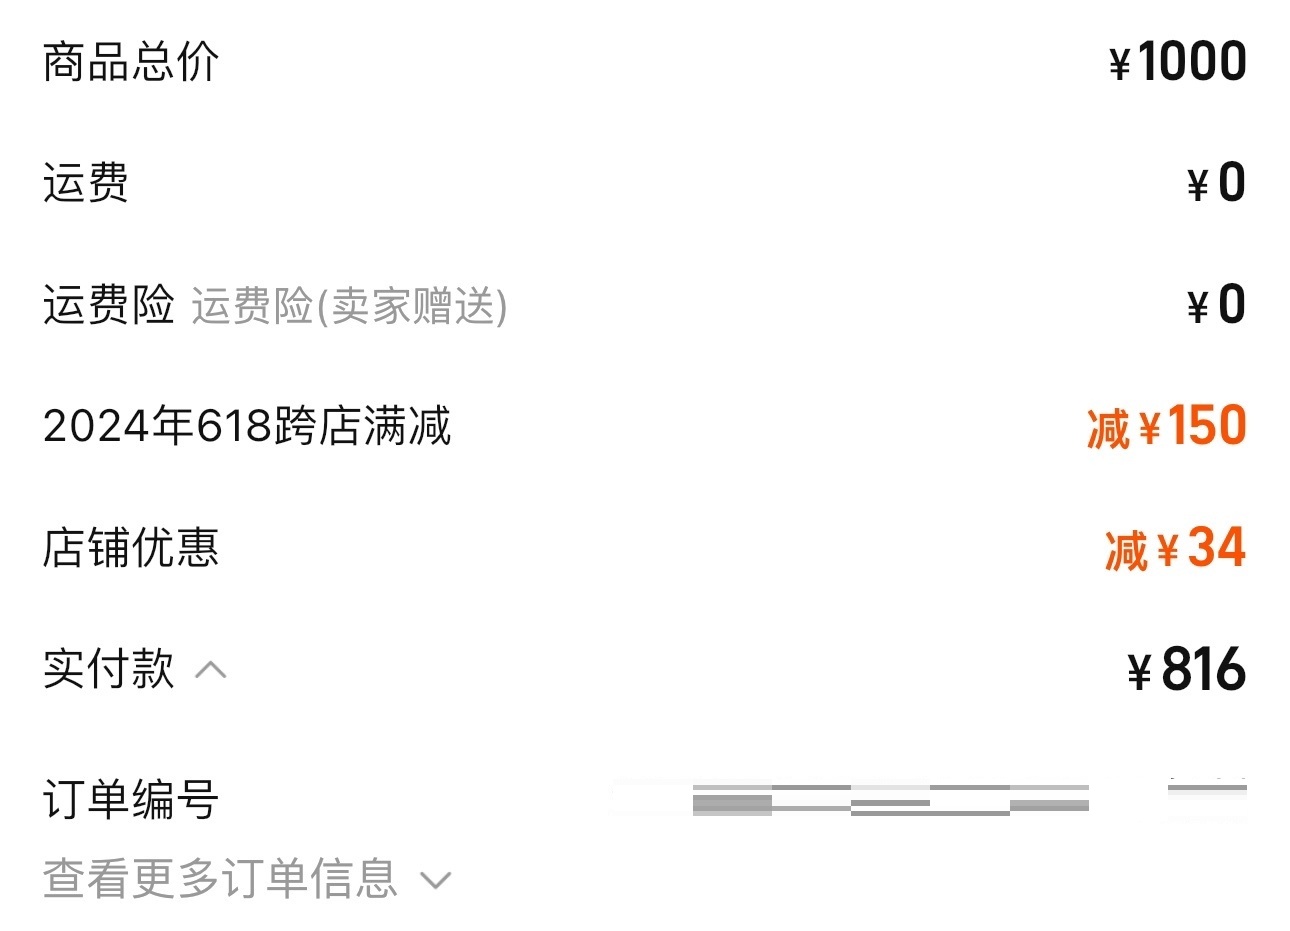 商品总价 ¥1000
运费 ¥0
运费险 运费险(卖家赠送) ¥0
2024年618跨店满减 减¥150
店铺优惠 减¥34
实付款 ¥816
订单编号
查看更多订单信息